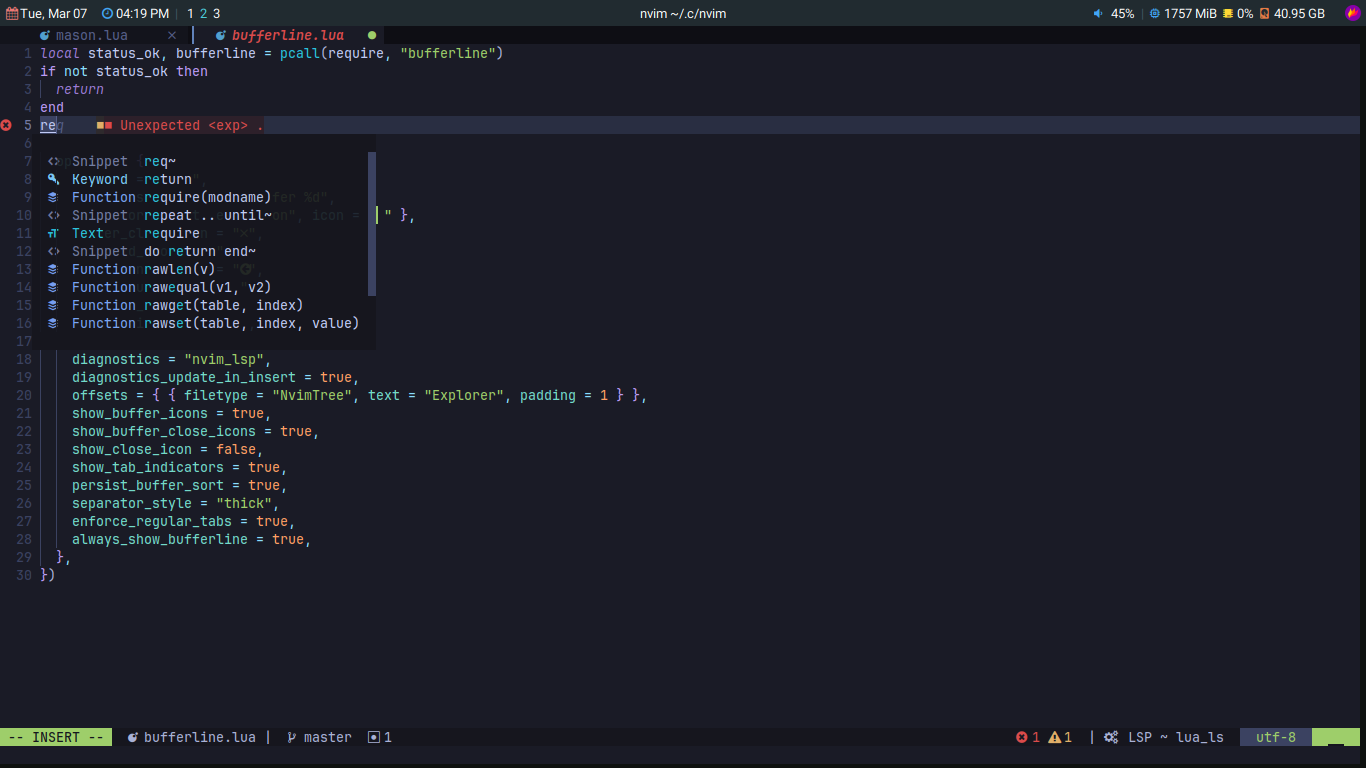 Tue, Mar 07 04:19 PM | 1 2 3 nvim ~/.c/nvim 45% | 1757 MiB 0% 40.95 GB
mason.lua × bufferline.lua ●
1 local status_ok, bufferline = pcall(require, "bufferline")
2 if not status_ok then
3 return
4 end
5 req Unexpected <exp> .
6
7 Snippet req~
8 Keyword return
9 Function require(modname)
10 Snippet repeat .. until~ " },
11 Text require
12 Snippet do return end~
13 Function rawlen(v)
14 Function rawequal(v1, v2)
15 Function rawget(table, index)
16 Function rawset(table, index, value)
17
18 diagnostics = "nvim_lsp",
19 diagnostics_update_in_insert = true,
20 offsets = { { filetype = "NvimTree", text = "Explorer", padding = 1 } },
21 show_buffer_icons = true,
22 show_buffer_close_icons = true,
23 show_close_icon = false,
24 show_tab_indicators = true,
25 persist_buffer_sort = true,
26 separator_style = "thick",
27 enforce_regular_tabs = true,
28 always_show_bufferline = true,
29 },
30 })
-- INSERT -- bufferline.lua | master 1 1 1 | LSP ~ lua_ls utf-8